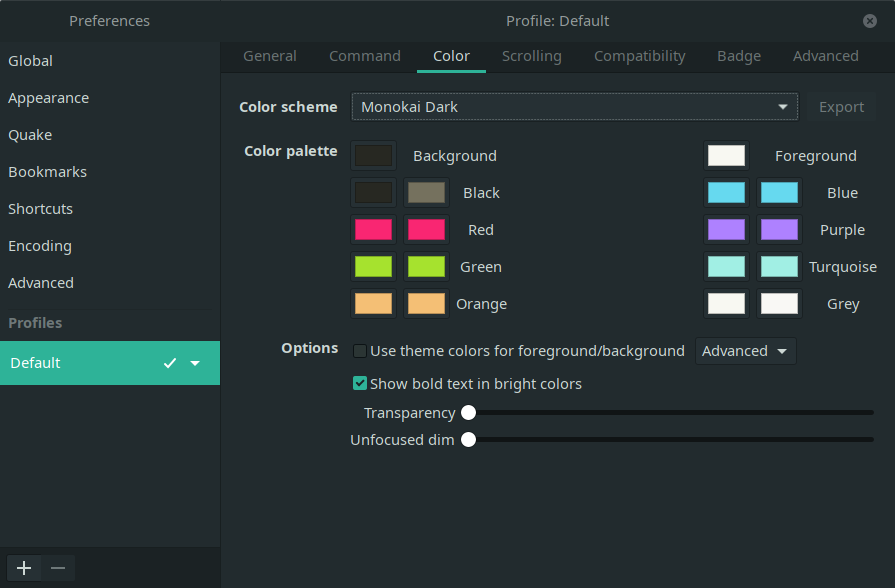 Preferences
Profile: Default
Global
Appearance
Quake
Bookmarks
Shortcuts
Encoding
Advanced
Profiles
Default
General Command Color Scrolling Compatibility Badge Advanced
Color scheme Monokai Dark Export
Color palette Background Foreground
Black Blue
Red Purple
Green Turquoise
Orange Grey
Options Use theme colors for foreground/background Advanced
Show bold text in bright colors
Transparency
Unfocused dim